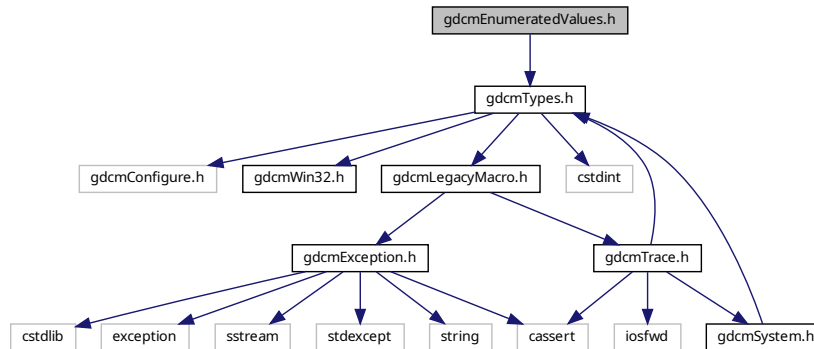 gdcmEnumeratedValues.h
gdcmTypes.h
gdcmConfigure.h
gdcmWin32.h
gdcmLegacyMacro.h
cstdint
gdcmException.h
gdcmTrace.h
cstdlib
exception
sstream
stdexcept
string
cassert
iosfwd
gdcmSystem.h